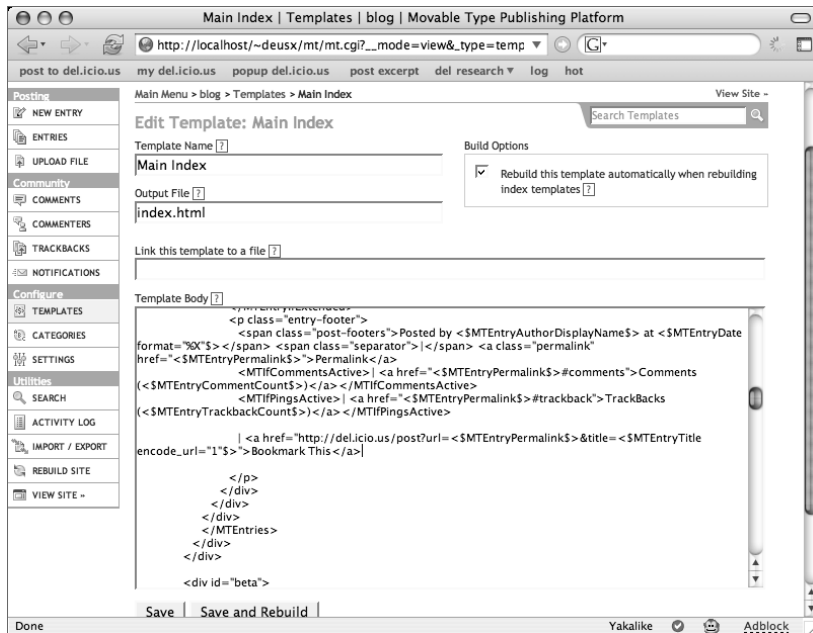 Main Index | Templates | blog | Movable Type Publishing Platform
http://localhost/~deusx/mt/mt.cgi?__mode=view&_type=temp
G
post to del.icio.us my del.icio.us popup del.icio.us post excerpt del research log hot
Posting
NEW ENTRY
ENTRIES
UPLOAD FILE
Community
COMMENTS
COMMENTERS
TRACKBACKS
NOTIFICATIONS
Configure
TEMPLATES
CATEGORIES
SETTINGS
Utilities
SEARCH
ACTIVITY LOG
IMPORT / EXPORT
REBUILD SITE
VIEW SITE »
Main Menu > blog > Templates > Main Index
View Site »
Edit Template: Main Index
Search Templates
Template Name ?
Main Index
Build Options
Rebuild this template automatically when rebuilding
index templates ?
Output File ?
index.html
Link this template to a file ?
Template Body ?
</MTEntryIfExtended>
<p class="entry-footer">
<span class="post-footers">Posted by <$MTEntryAuthorDisplayName$> at <$MTEntryDate
format="%X"$></span> <span class="separator">|</span> <a class="permalink"
href="<$MTEntryPermalink$>">Permalink</a>
<MTIfCommentsActive>| <a href="<$MTEntryPermalink$>#comments">Comments
(<$MTEntryCommentCount$>)</a></MTIfCommentsActive>
<MTIfPingsActive>| <a href="<$MTEntryPermalink$>#trackback">TrackBacks
(<$MTEntryTrackbackCount$>)</a></MTIfPingsActive>
| <a href="http://del.icio.us/post?url=<$MTEntryPermalink$>&title=<$MTEntryTitle
encode_url="1"$>">Bookmark This</a>
</p>
</div>
</div>
</div>
</MTEntries>
</div>
</div>
<div id="beta">
Save Save and Rebuild
Done
Yakalike Adblock